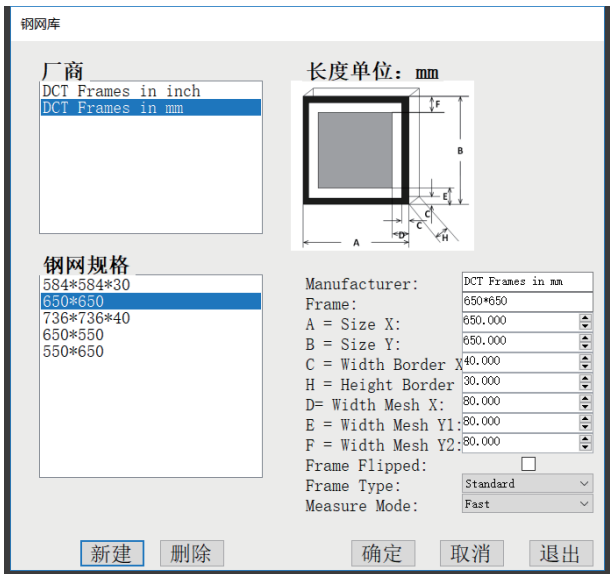 钢网库
厂商
DCT Frames in inch
DCT Frames in mm
长度单位：mm
F
B
E
C
C
D
H
A
钢网规格
584*584*30
650*650
736*736*40
650*550
550*650
Manufacturer: DCT Frames in mm
Frame: 650*650
A = Size X: 650.000
B = Size Y: 650.000
C = Width Border X 40.000
H = Height Border 30.000
D= Width Mesh X: 80.000
E = Width Mesh Y1: 80.000
F = Width Mesh Y2: 80.000
Frame Flipped:
Frame Type: Standard
Measure Mode: Fast
新建 删除 确定 取消 退出